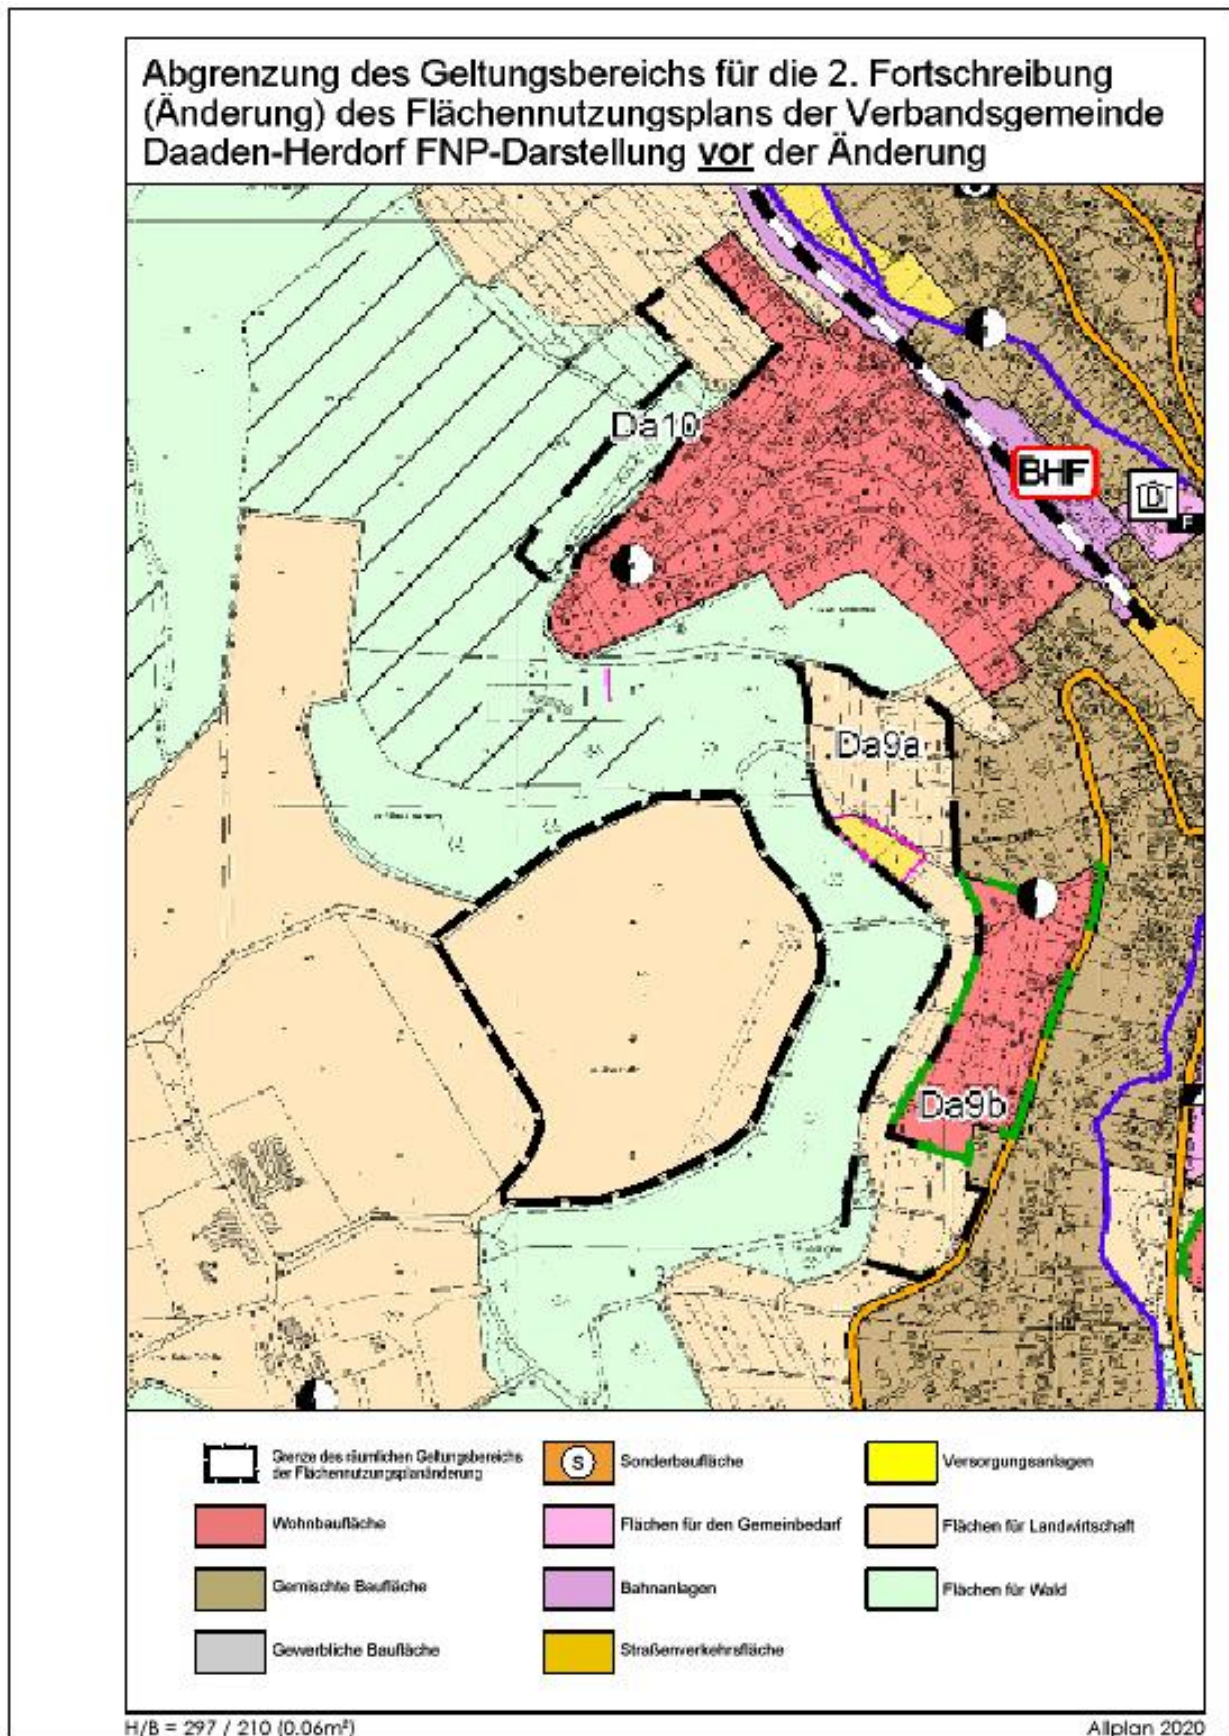 Abgrenzung des Geltungsbereichs für die 2. Fortschreibung
(Änderung) des Flächennutzungsplans der Verbandsgemeinde
Daaden-Herdorf FNP-Darstellung vor der Änderung
Da10
BHF
Da9a
Da9b
Grenze des räumlichen Geltungsbereichs
der Flächennutzungsplanänderung
S
Sonderbaufläche
Versorgungsanlagen
Wohnbaufläche
Flächen für den Gemeinbedarf
Flächen für Landwirtschaft
Gemischte Baufläche
Bahnanlagen
Flächen für Wald
Gewerbliche Baufläche
Straßenverkehrsfläche
H/B = 297 / 210 (0.06m²)
Allplan 2020